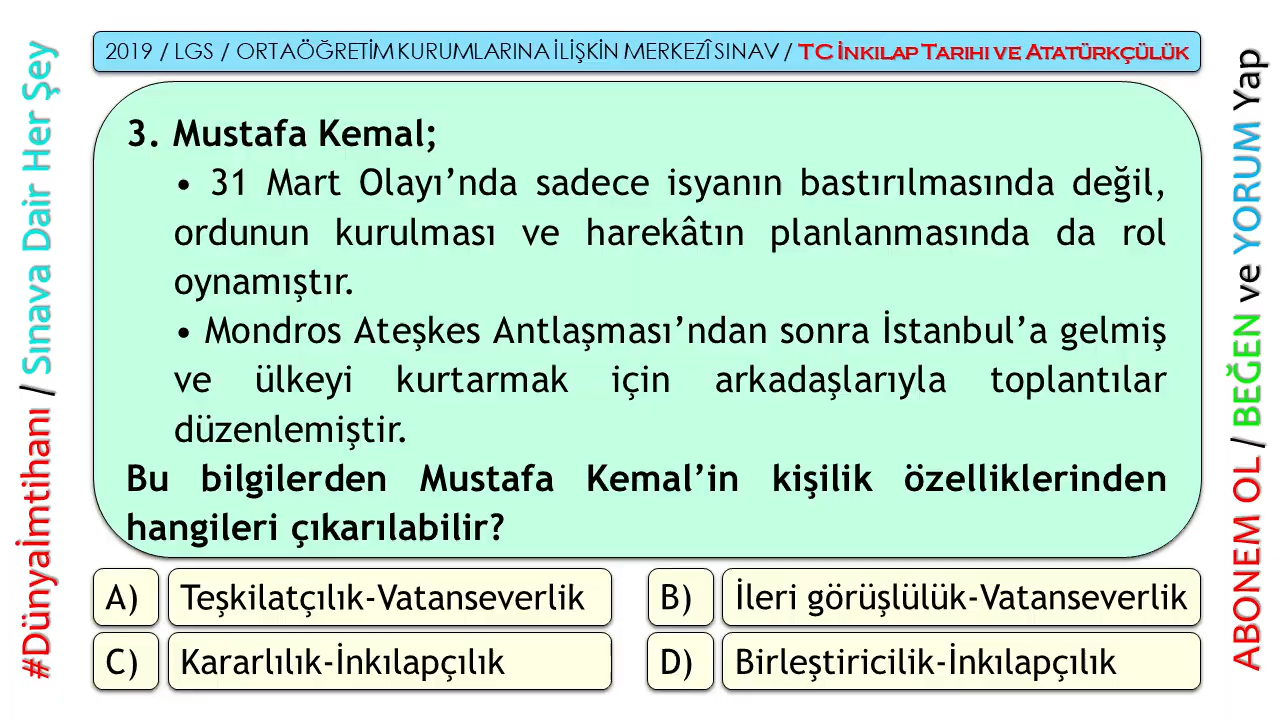 2019 / LGS / ORTAÖĞRETİM KURUMLARINA İLİŞKİN MERKEZÎ SINAV / TC İNKILAP TARIHI VE ATATÜRKÇÜLÜK
#Dünyaİmtihanı / Sınava Dair Her Şey
3. Mustafa Kemal;
• 31 Mart Olayı’nda sadece isyanın bastırılmasında değil,
ordunun kurulması ve harekâtın planlanmasında da rol
oynamıştır.
• Mondros Ateşkes Antlaşması’ndan sonra İstanbul’a gelmiş
ve ülkeyi kurtarmak için arkadaşlarıyla toplantılar
düzenlemiştir.
Bu bilgilerden Mustafa Kemal’in kişilik özelliklerinden
hangileri çıkarılabilir?
A) Teşkilatçılık-Vatanseverlik
B) İleri görüşlülük-Vatanseverlik
C) Kararlılık-İnkılapçılık
D) Birleştiricilik-İnkılapçılık
ABONEM OL / BEĞEN ve YORUM Yap